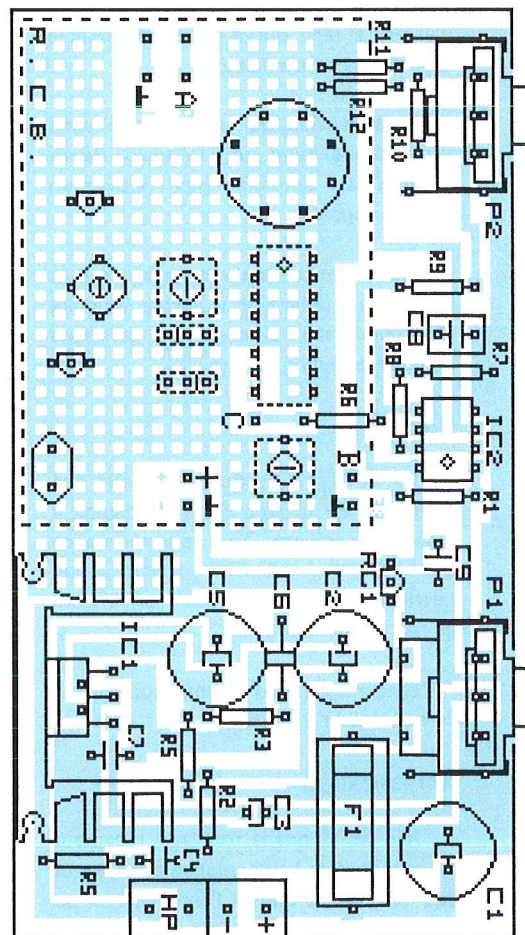 R.C.E.
A
R11
R12
R10
P2
R9
C8
R7
R8
R6
IC2
C
B
+
R1
C9
RC1
P1
C5
C6
C2
IC1
C7
R5
R3
R2
C3
F1
C4
R5
HP
-
+
C1